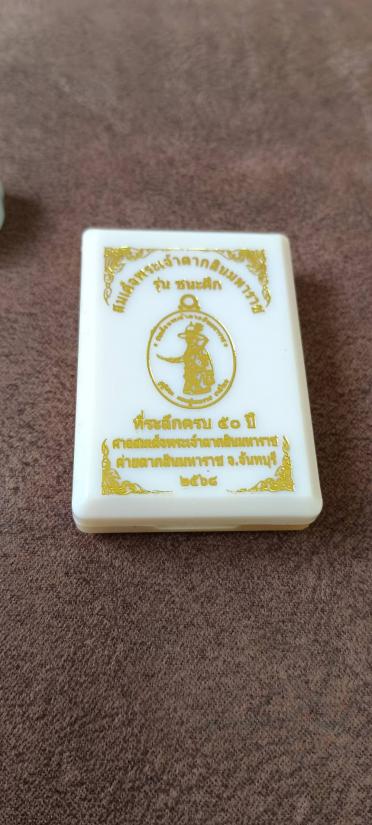 สมเด็จพระเจ้าตากสินมหาราช
รุ่น ชนะศึก
ที่ระลึกครบ ๕๐ ปี
ศาลสมเด็จพระเจ้าตากสินมหาราช
ค่ายตากสินมหาราช จ.จันทบุรี
๒๕๖๘